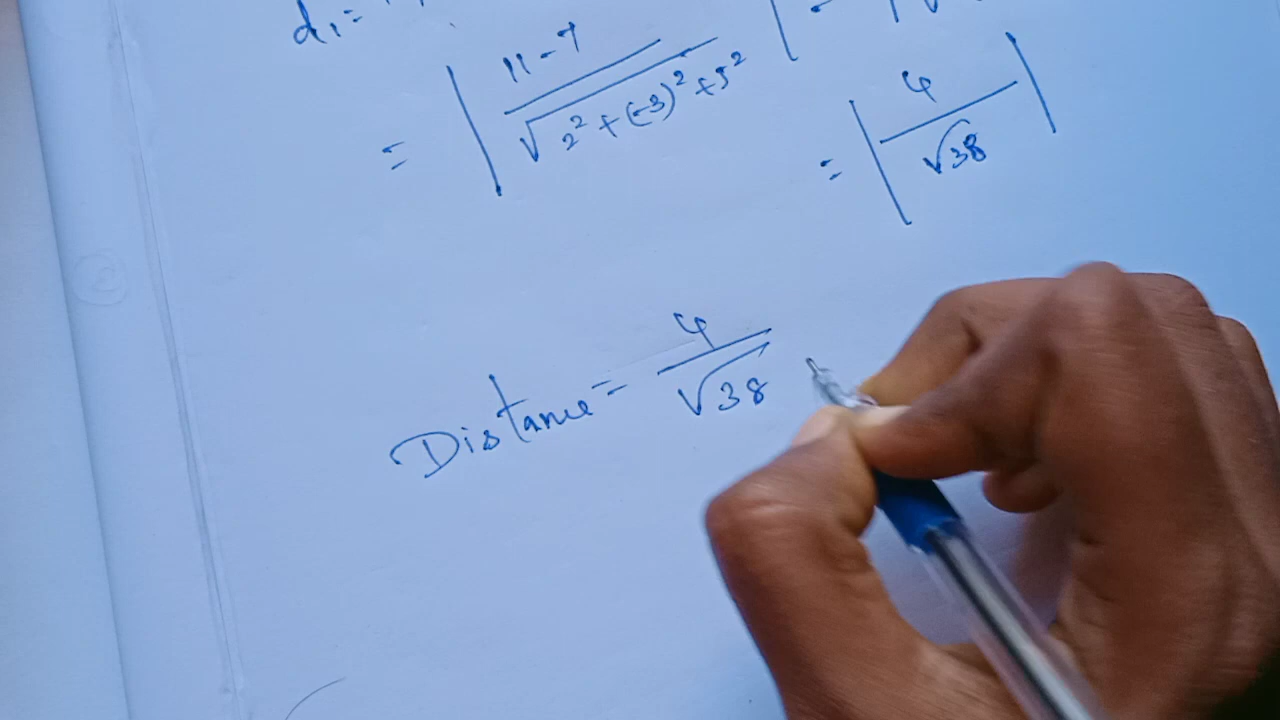 d₁ =
= | 11-7 / √2² + (-3)² + 5² |
= | 4 / √38 |
Distance = 4 / √38